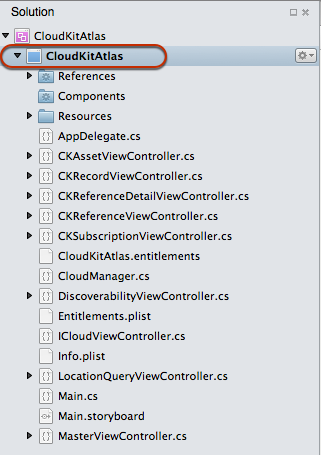 Solution
CloudKitAtlas
CloudKitAtlas
References
Components
Resources
AppDelegate.cs
CKAssetViewController.cs
CKRecordViewController.cs
CKReferenceDetailViewController.cs
CKReferenceViewController.cs
CKSubscriptionViewController.cs
CloudKitAtlas.entitlements
CloudManager.cs
DiscoverabilityViewController.cs
Entitlements.plist
ICloudViewController.cs
Info.plist
LocationQueryViewController.cs
Main.cs
Main.storyboard
MasterViewController.cs